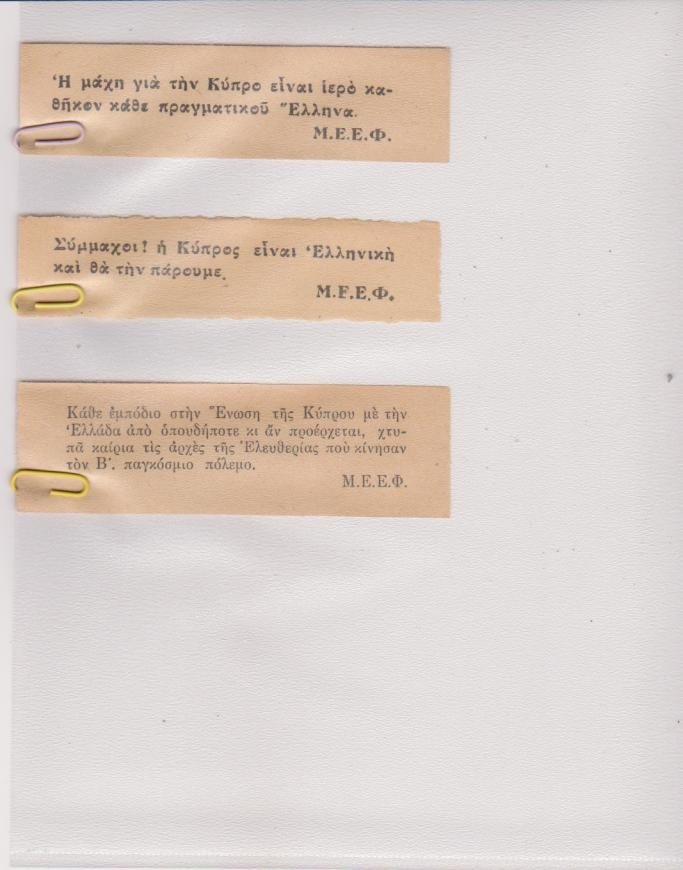 Ἡ μάχη γιὰ τὴν Κύπρο εἶναι ἱερὸ κα-
θῆκον κάθε πραγματικοῦ Ἕλληνα.
Μ.Ε.Ε.Φ.
Σύμμαχοι! ἡ Κύπρος εἶναι Ἑλληνικὴ
καὶ θὰ τὴν πάρουμε.
Μ.Ε.Ε.Φ.
Κάθε ἐμπόδιο στὴν Ἕνωση τῆς Κύπρου μὲ τὴν
Ἑλλάδα ἀπὸ ὁπουδήποτε κι ἂν προέρχεται, χτυ-
πᾶ καίρια τὶς ἀρχὲς τῆς Ἐλευθερίας ποὺ κίνησαν
τὸν Β΄. παγκόσμιο πόλεμο.
Μ.Ε.Ε.Φ.